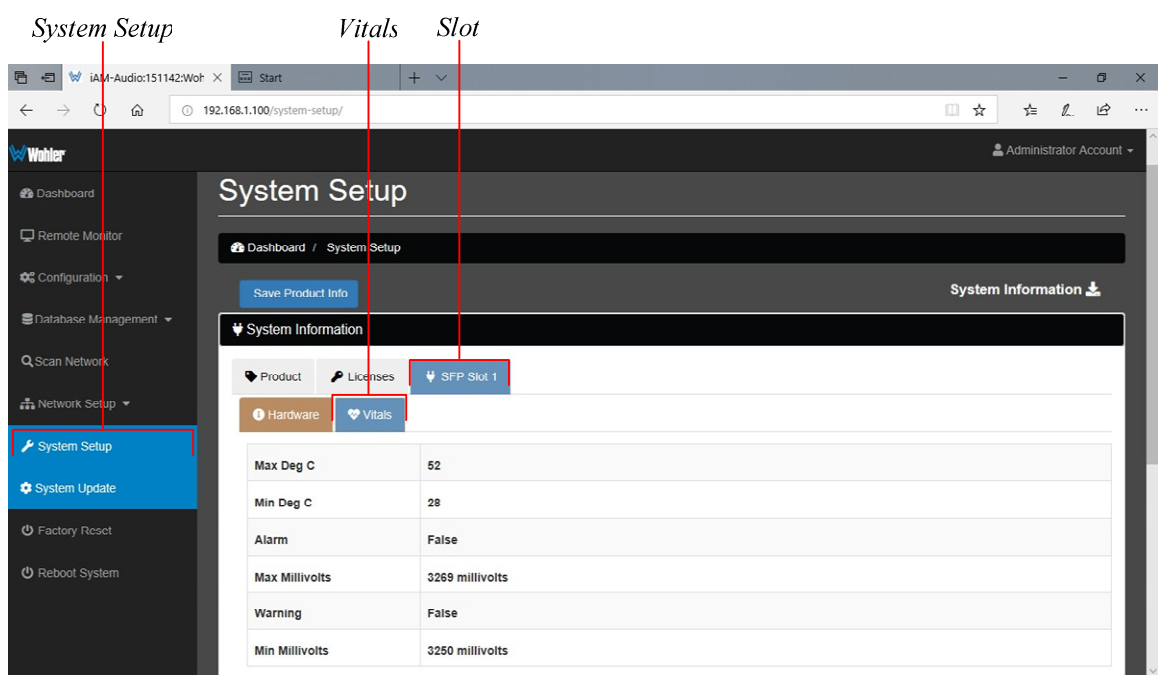 System Setup Vitals Slot
iAM-Audio:151142:Woh Start
192.168.1.100/system-setup/
Wohler Administrator Account
Dashboard
Remote Monitor
Configuration
Database Management
Scan Network
Network Setup
System Setup
System Update
Factory Reset
Reboot System
System Setup
Dashboard / System Setup
Save Product Info System Information
System Information
Product Licenses SFP Slot 1
Hardware Vitals
Max Deg C 52
Min Deg C 28
Alarm False
Max Millivolts 3269 millivolts
Warning False
Min Millivolts 3250 millivolts